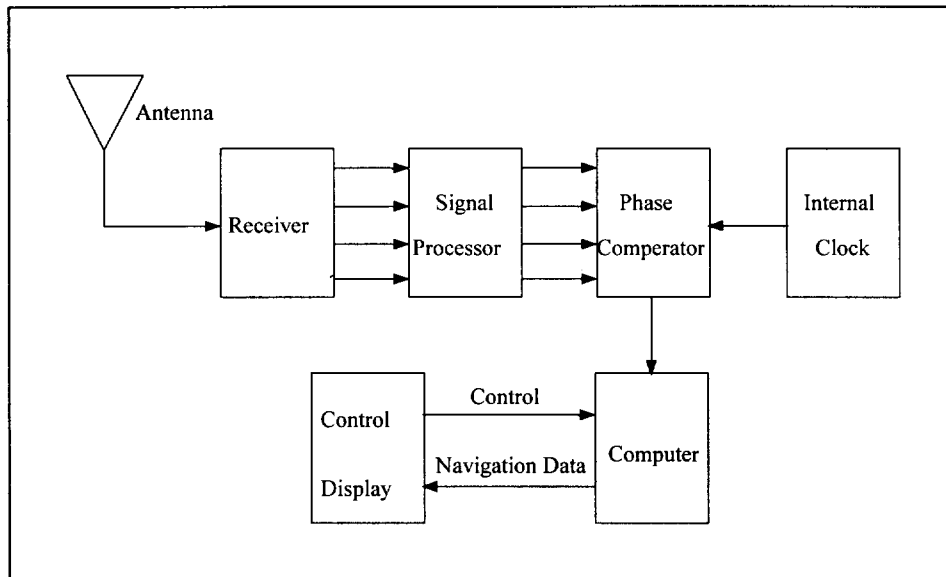 Antenna
Receiver
Signal
Processor
Phase
Comperator
Internal
Clock
Control
Display
Control
Navigation Data
Computer